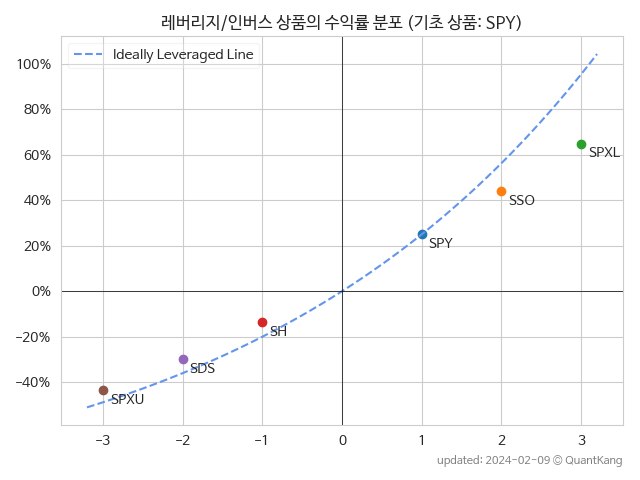 레버리지/인버스 상품의 수익률 분포 (기초 상품: SPY)
Ideally Leveraged Line
100%
80%
60%
40%
20%
0%
−20%
−40%
SPXL
SSO
SPY
SH
SDS
SPXU
−3 −2 −1 0 1 2 3
updated: 2024-02-09 © QuantKang